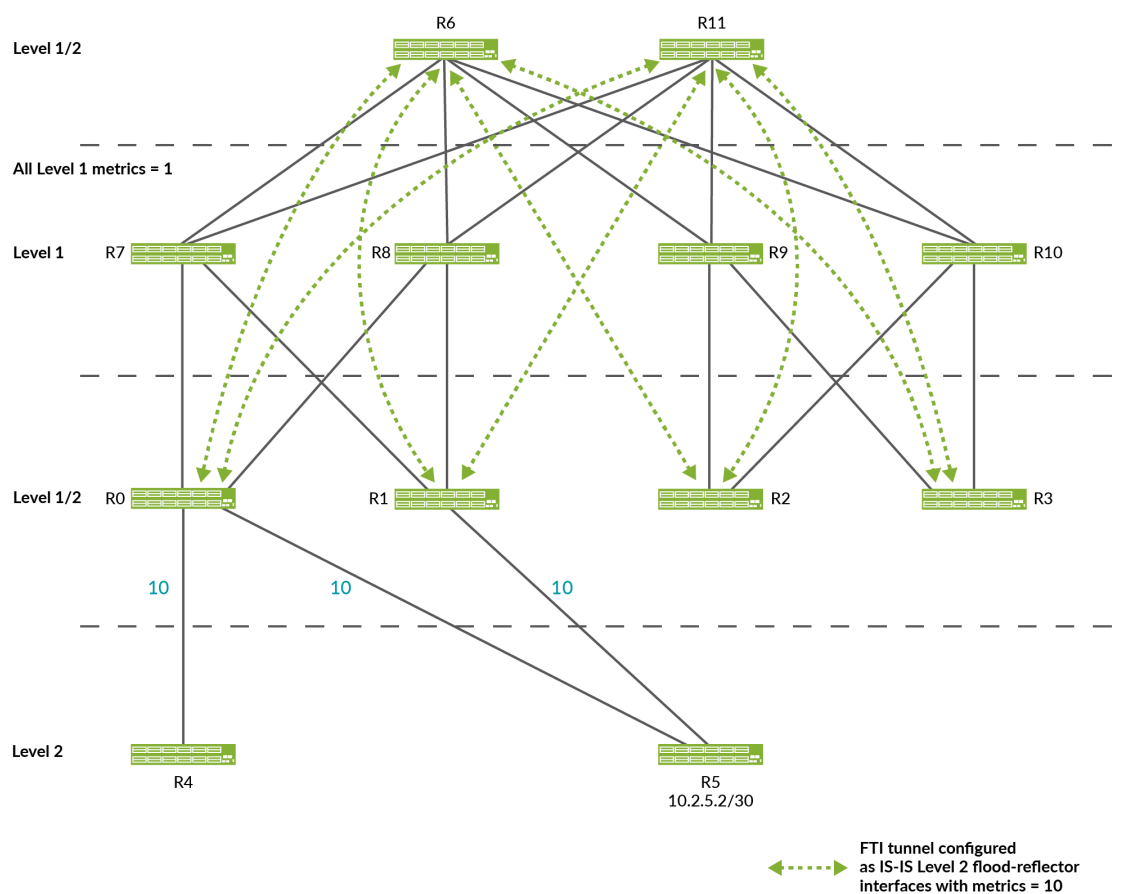 R6
R11
Level 1/2
All Level 1 metrics = 1
Level 1
R7
R8
R9
R10
Level 1/2
R0
R1
R2
R3
10
10
10
Level 2
R4
R5
10.2.5.2/30
FTI tunnel configured
as IS-IS Level 2 flood-reflector
interfaces with metrics = 10